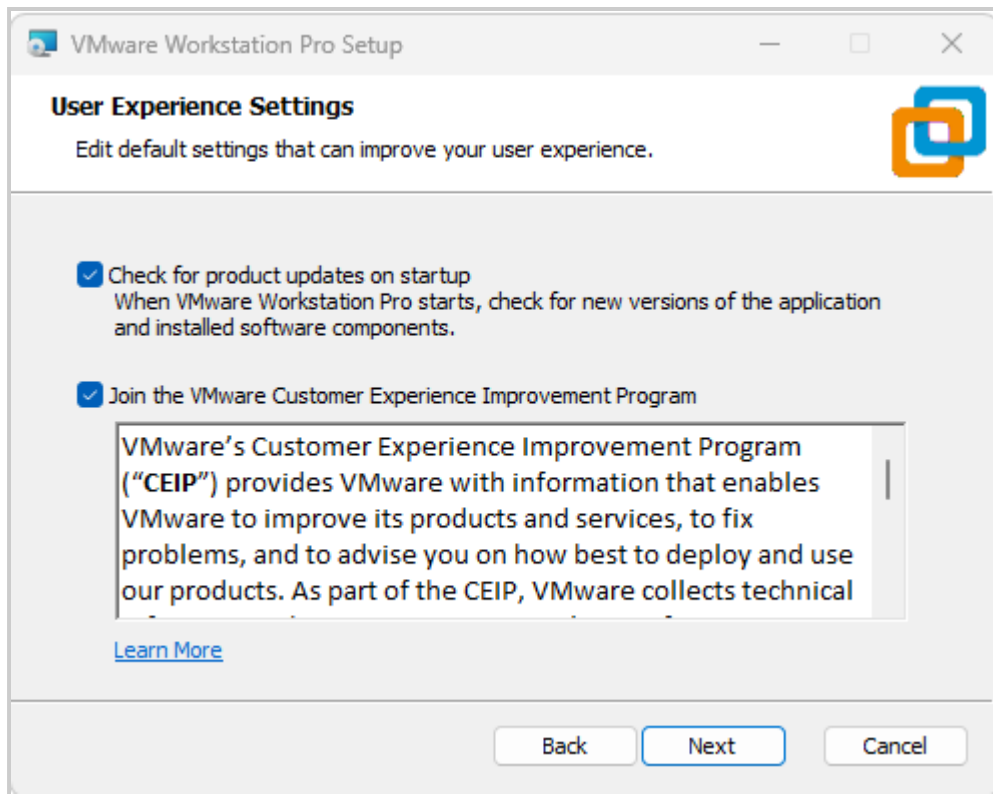 VMware Workstation Pro Setup
User Experience Settings
Edit default settings that can improve your user experience.
Check for product updates on startup
When VMware Workstation Pro starts, check for new versions of the application
and installed software components.
Join the VMware Customer Experience Improvement Program
VMware’s Customer Experience Improvement Program
(“CEIP”) provides VMware with information that enables
VMware to improve its products and services, to fix
problems, and to advise you on how best to deploy and use
our products. As part of the CEIP, VMware collects technical
Learn More
Back
Next
Cancel